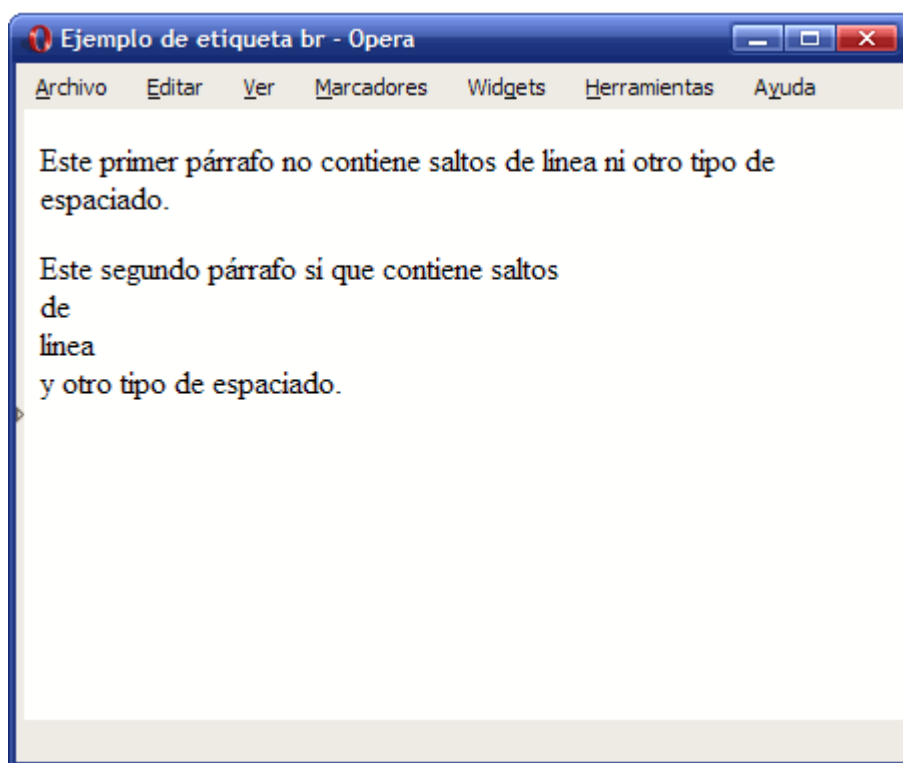 Ejemplo de etiqueta br - Opera
Archivo Editar Ver Marcadores Widgets Herramientas Ayuda
Este primer párrafo no contiene saltos de línea ni otro tipo de
espaciado.
Este segundo párrafo sí que contiene saltos
de
línea
y otro tipo de espaciado.